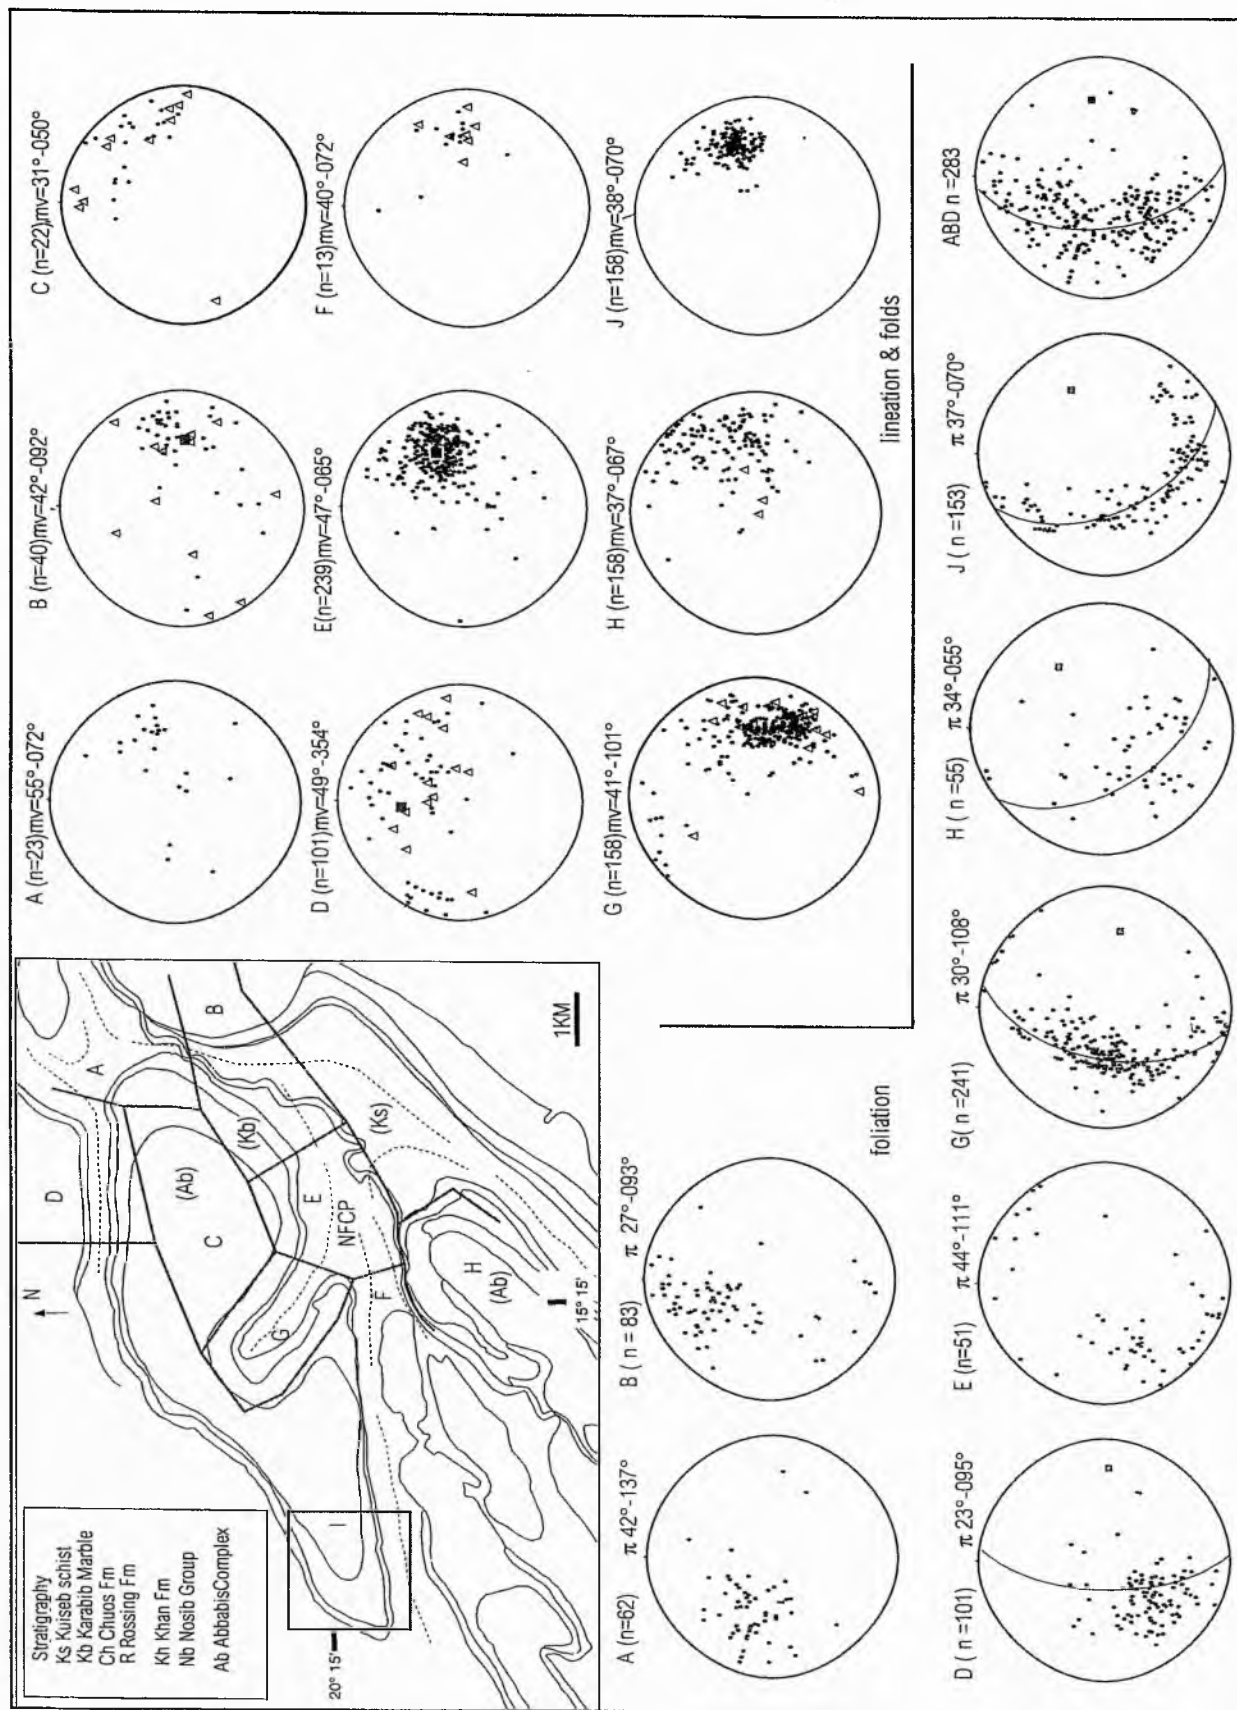 Stratigraphy
Ks Kuiseb schist
Kb Karabib Marble
Ch Chuos Fm
R Rossing Fm
Kh Khan Fm
Nb Nosib Group
Ab AbbabisComplex
N
D
A
B
C
(Ab)
(Kb)
E
NFCP
(Ks)
G
F
H
(Ab)
I
1KM
20° 15"
15° 15'
A (n=23)mv=55°-072°
B (n=40)mv=42°-092°
C (n=22)mv=31°-050°
D (n=101)mv=49°-354°
E(n=239)mv=47°-065°
F (n=13)mv=40°-072°
G (n=158)mv=41°-101°
H (n=158)mv=37°-067°
J (n=158)mv=38°-070°
lineation & folds
A (n=62) π 42°-137°
B ( n = 83) π 27°-093°
foliation
D ( n =101) π 23°-095°
E (n=51) π 44°-111°
G( n =241) π 30°-108°
H ( n =55) π 34°-055°
J ( n =153) π 37°-070°
ABD n =283